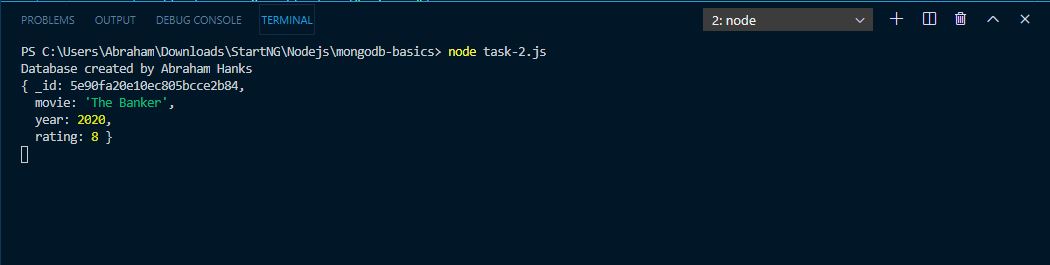 PROBLEMS OUTPUT DEBUG CONSOLE TERMINAL 2: node
PS C:\Users\Abraham\Downloads\StartNG\Nodejs\mongodb-basics> node task-2.js
Database created by Abraham Hanks
{ _id: 5e90fa20e10ec805bcce2b84,
  movie: 'The Banker',
  year: 2020,
  rating: 8 }